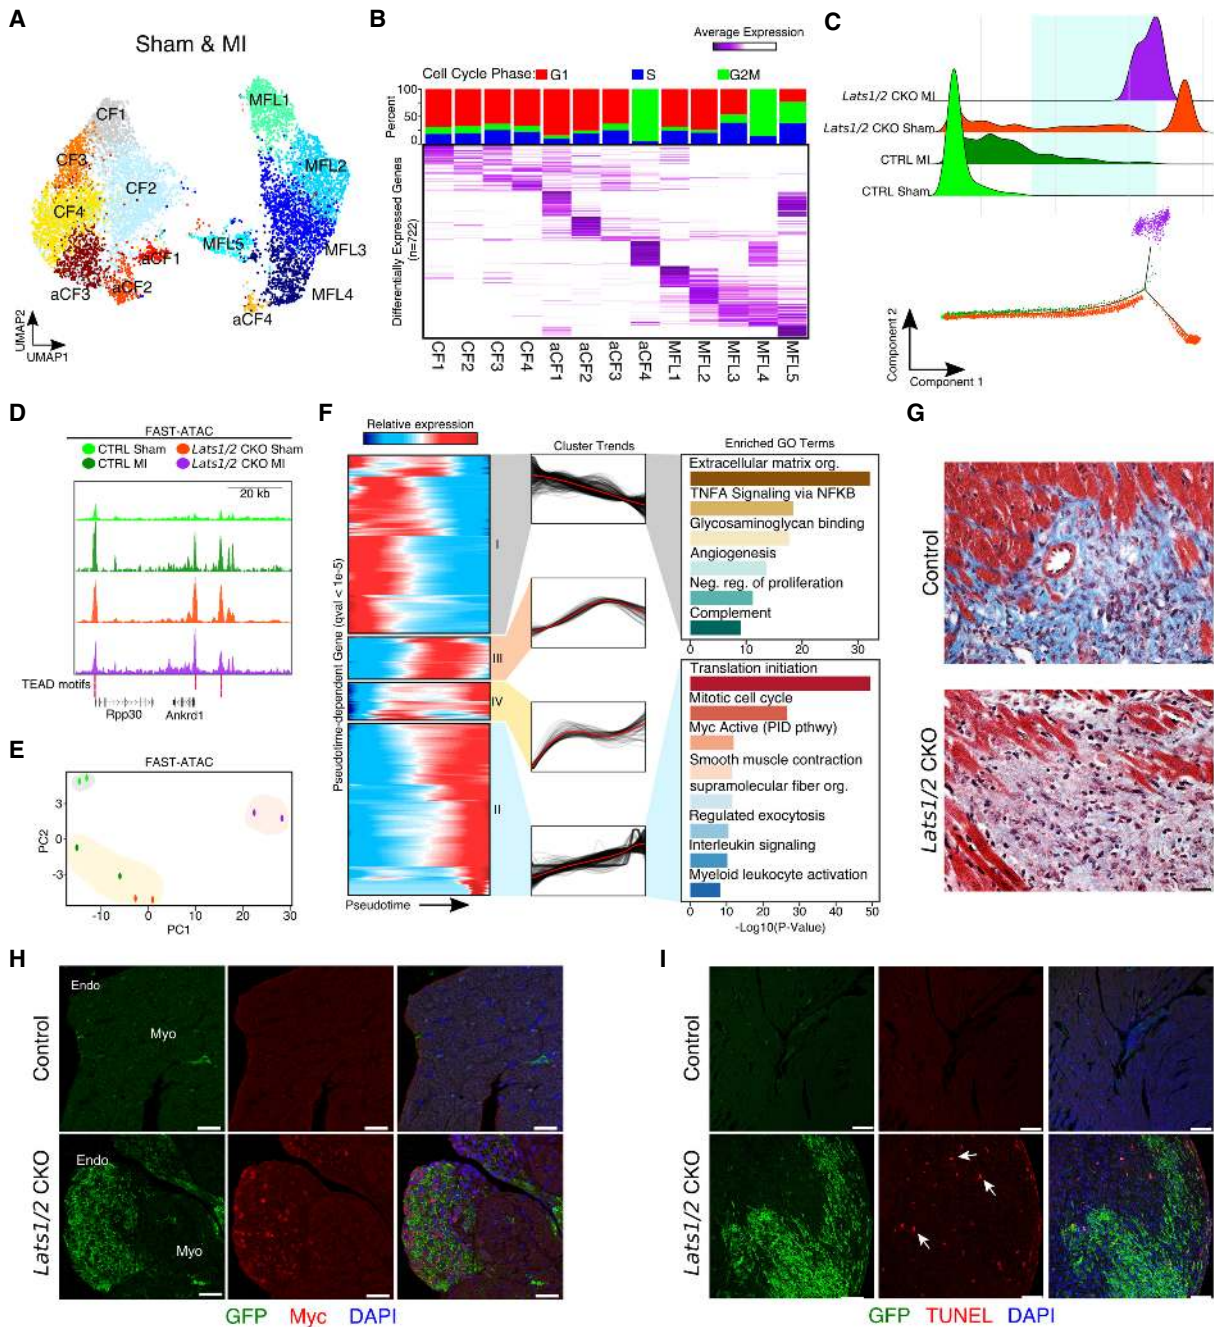 A
Sham & MI
CF1
CF3
CF2
CF4
aCF1
aCF2
aCF3
aCF4
MFL1
MFL2
MFL5
MFL3
MFL4
UMAP2
UMAP1
B
Average Expression
Cell Cycle Phase: G1 S G2M
Percent
100
50
0
Differentially Expressed Genes
(n=722)
CF1 CF2 CF3 CF4 aCF1 aCF2 aCF3 aCF4 MFL1 MFL2 MFL3 MFL4 MFL5
C
Lats1/2 CKO MI
Lats1/2 CKO Sham
CTRL MI
CTRL Sham
Component 2
Component 1
D
FAST-ATAC
CTRL Sham Lats1/2 CKO Sham
CTRL MI Lats1/2 CKO MI
20 kb
TEAD motifs
Rpp30 Ankrd1
E
FAST-ATAC
PC2
3
0
-3
-10 0 10 20 30
PC1
F
Relative expression
Pseudotime-dependent Gene (qval < 1e-5)
I
III
IV
II
Pseudotime
Cluster Trends
Enriched GO Terms
Extracellular matrix org.
TNFA Signaling via NFKB
Glycosaminoglycan binding
Angiogenesis
Neg. reg. of proliferation
Complement
0 10 20 30
Translation initiation
Mitotic cell cycle
Myc Active (PID pthwy)
Smooth muscle contraction
supramolecular fiber org.
Regulated exocytosis
Interleukin signaling
Myeloid leukocyte activation
0 10 20 30 40 50
-Log10(P-Value)
G
Control
Lats1/2 CKO
H
Control
Endo
Myo
Lats1/2 CKO
Endo
Myo
GFP Myc DAPI
I
Control
Lats1/2 CKO
GFP TUNEL DAPI